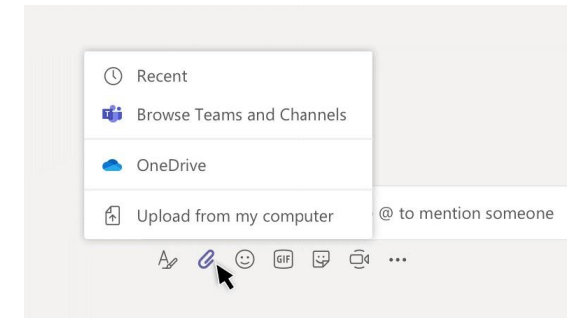 Recent
Browse Teams and Channels
OneDrive
Upload from my computer
@ to mention someone
GIF